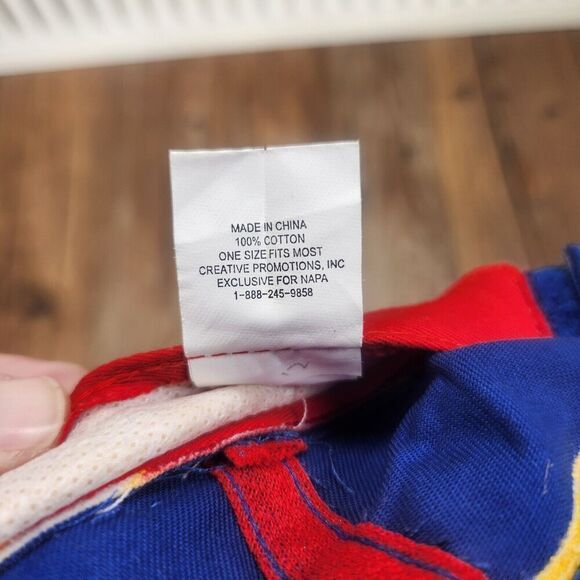 MADE IN CHINA
100% COTTON
ONE SIZE FITS MOST
CREATIVE PROMOTIONS, INC
EXCLUSIVE FOR NAPA
1-888-245-9858